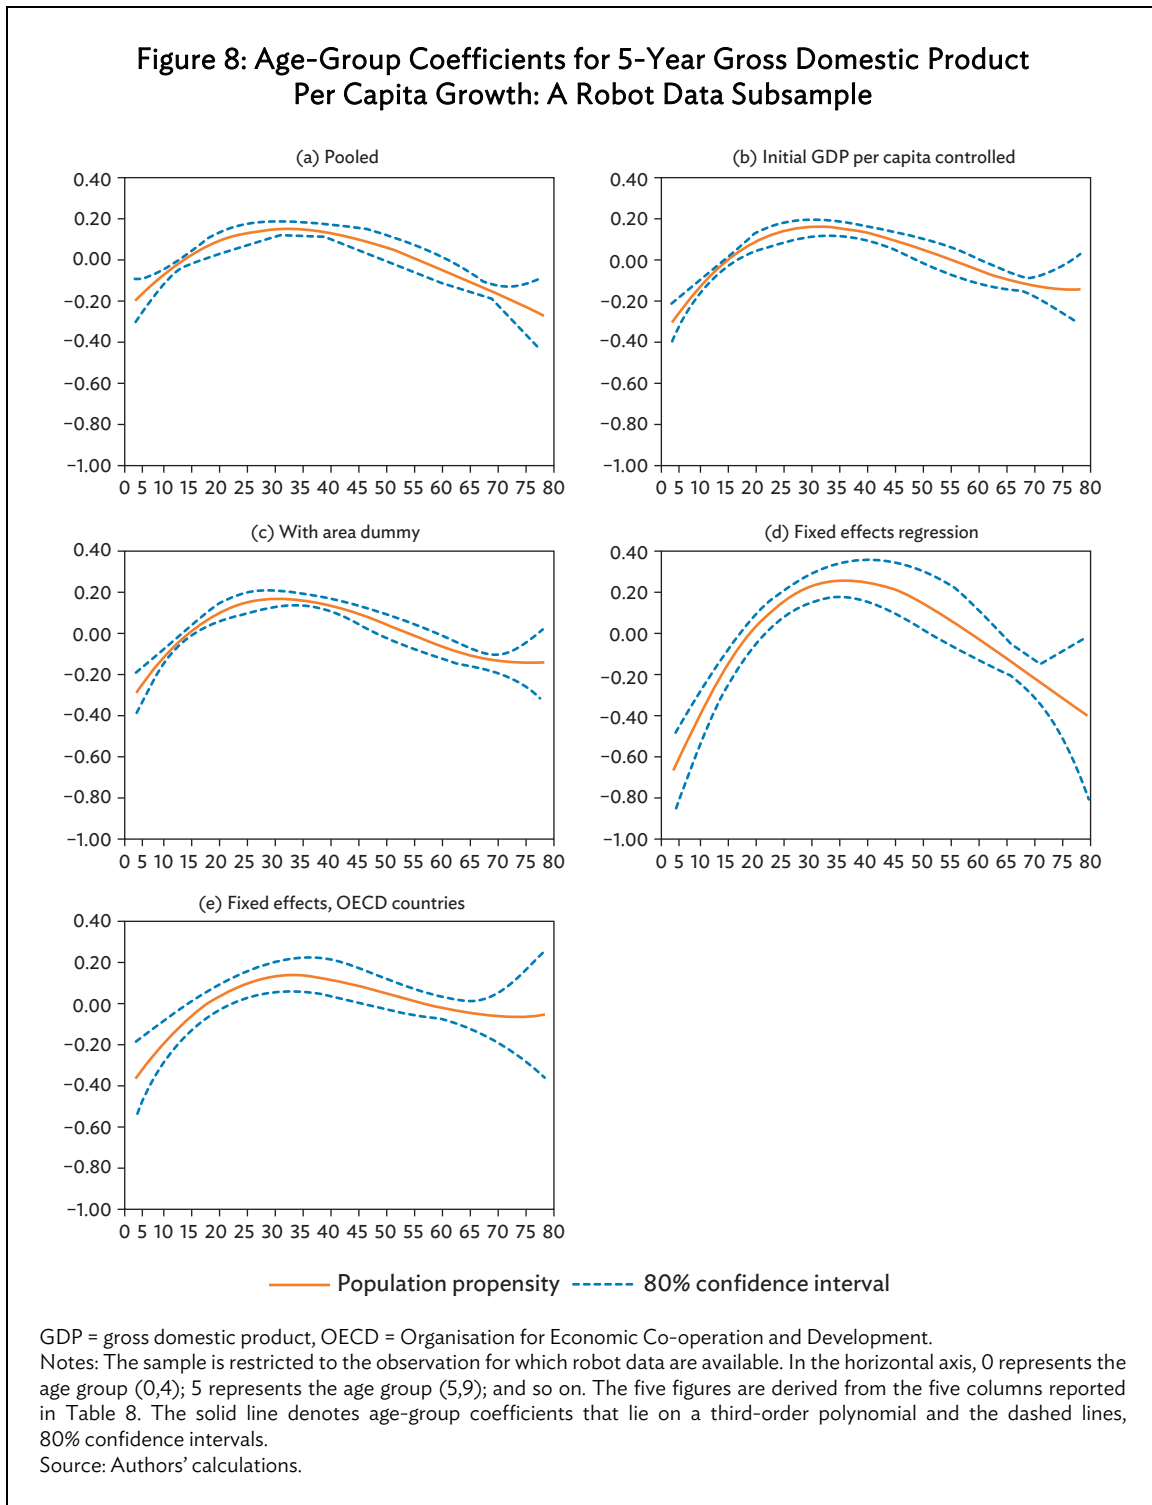 Figure 8: Age-Group Coefficients for 5-Year Gross Domestic Product
Per Capita Growth: A Robot Data Subsample
(a) Pooled
0.40
0.20
0.00
−0.20
−0.40
−0.60
−0.80
−1.00
0 5 10 15 20 25 30 35 40 45 50 55 60 65 70 75 80
(b) Initial GDP per capita controlled
0.40
0.20
0.00
−0.20
−0.40
−0.60
−0.80
−1.00
0 5 10 15 20 25 30 35 40 45 50 55 60 65 70 75 80
(c) With area dummy
0.40
0.20
0.00
−0.20
−0.40
−0.60
−0.80
−1.00
0 5 10 15 20 25 30 35 40 45 50 55 60 65 70 75 80
(d) Fixed effects regression
0.40
0.20
0.00
−0.20
−0.40
−0.60
−0.80
−1.00
0 5 10 15 20 25 30 35 40 45 50 55 60 65 70 75 80
(e) Fixed effects, OECD countries
0.40
0.20
0.00
−0.20
−0.40
−0.60
−0.80
−1.00
0 5 10 15 20 25 30 35 40 45 50 55 60 65 70 75 80
Population propensity 80% confidence interval
GDP = gross domestic product, OECD = Organisation for Economic Co-operation and Development.
Notes: The sample is restricted to the observation for which robot data are available. In the horizontal axis, 0 represents the
age group (0,4); 5 represents the age group (5,9); and so on. The five figures are derived from the five columns reported
in Table 8. The solid line denotes age-group coefficients that lie on a third-order polynomial and the dashed lines,
80% confidence intervals.
Source: Authors' calculations.